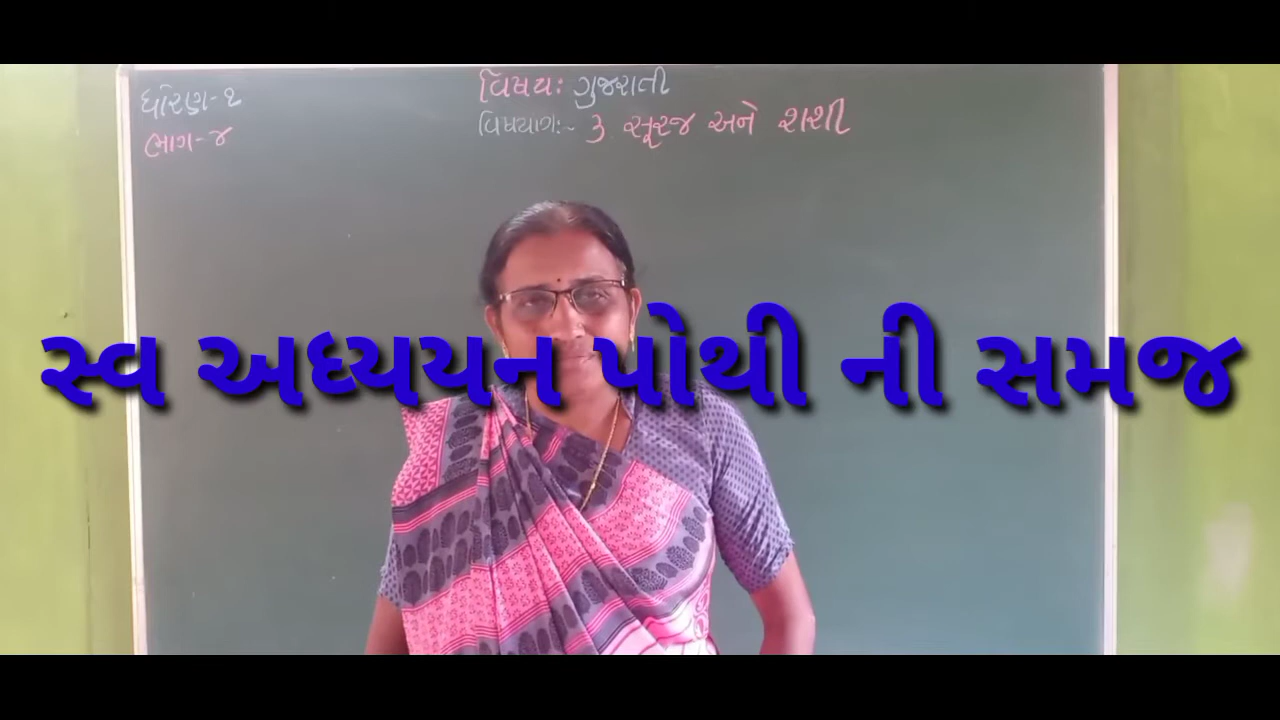 ધોરણ-૨
ભાગ-૪
વિષય: ગુજરાતી
વિષયાંગ:- ૩. સૂરજ અને શશી
સ્વ અધ્યયન પોથી ની સમજ